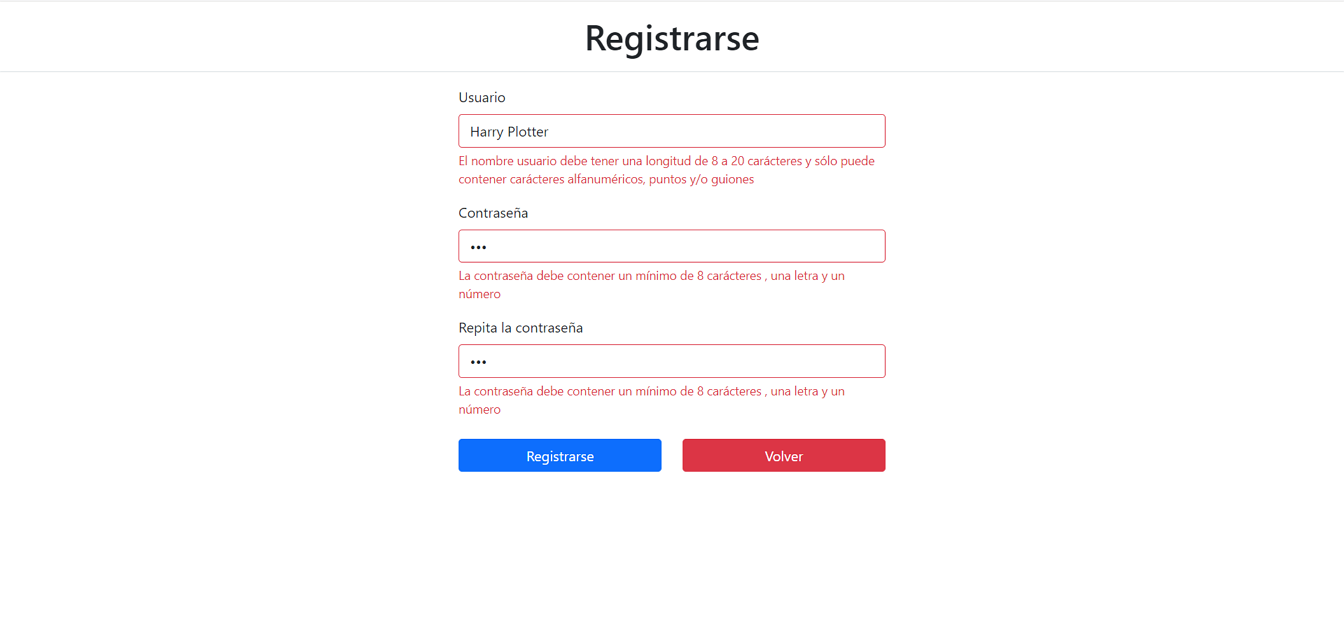 Registrarse
Usuario
Harry Plotter
El nombre usuario debe tener una longitud de 8 a 20 carácteres y sólo puede
contener carácteres alfanuméricos, puntos y/o guiones
Contraseña
•••
La contraseña debe contener un mínimo de 8 carácteres , una letra y un
número
Repita la contraseña
•••
La contraseña debe contener un mínimo de 8 carácteres , una letra y un
número
Registrarse
Volver